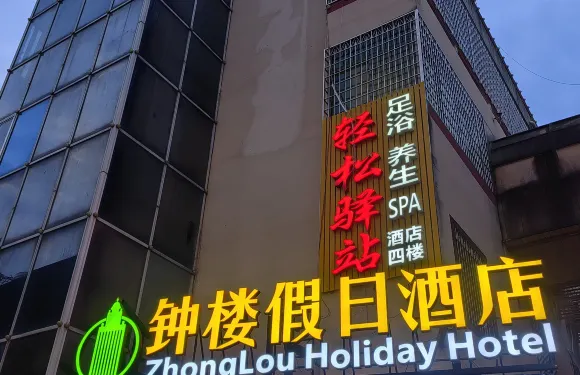 轻松驿站
足浴 养生 SPA
酒店
四楼
钟楼假日酒店
ZhongLou Holiday Hotel